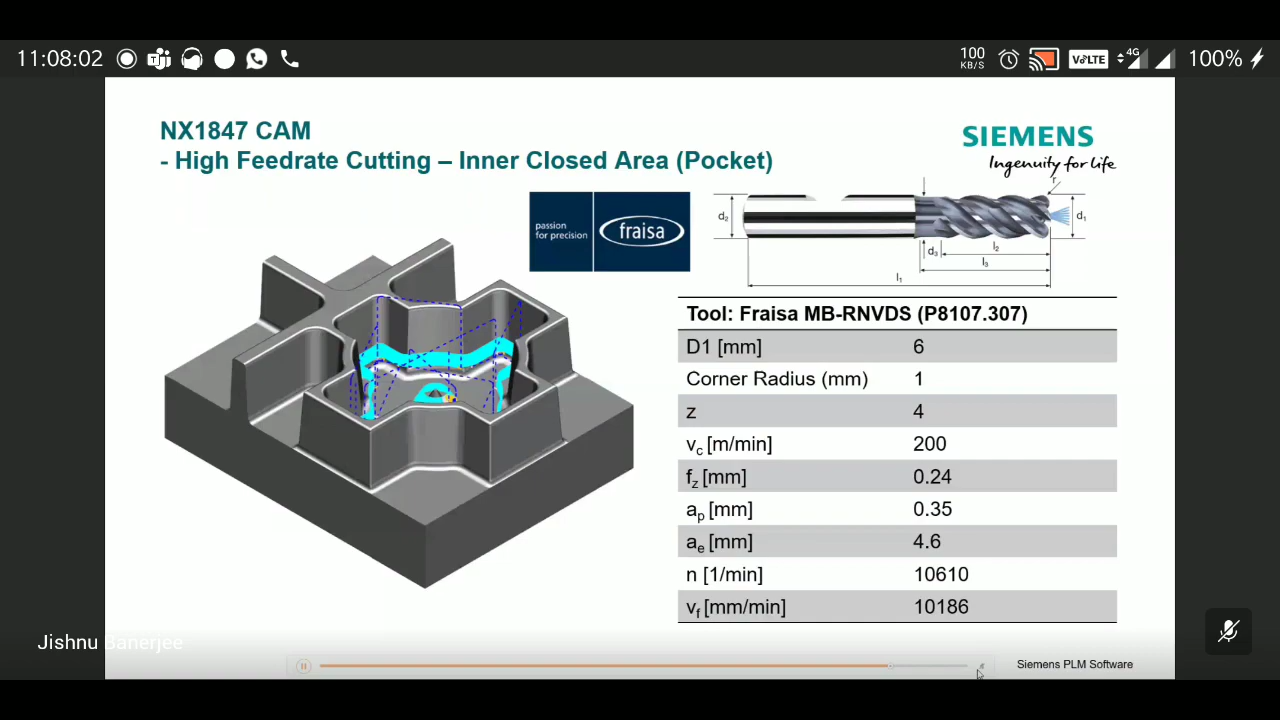 11:08:02
100
KB/S
VoLTE
4G
100%
NX1847 CAM
- High Feedrate Cutting – Inner Closed Area (Pocket)
SIEMENS
Ingenuity for life
passion
for precision
fraisa
r
d₂
d₁
d₃
l₂
l₃
l₁
Tool: Fraisa MB-RNVDS (P8107.307)
D1 [mm] 6
Corner Radius (mm) 1
z 4
vc [m/min] 200
fz [mm] 0.24
ap [mm] 0.35
ae [mm] 4.6
n [1/min] 10610
vf [mm/min] 10186
Jishnu Banerjee
Siemens PLM Software